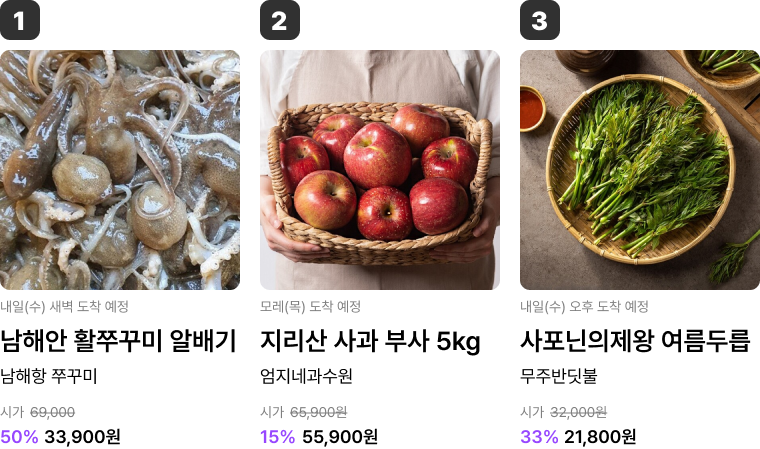 1
2
3
내일(수) 새벽 도착 예정
남해안 활쭈꾸미 알배기
남해항 쭈꾸미
시가 69,000
50% 33,900원
모레(목) 도착 예정
지리산 사과 부사 5kg
엄지네과수원
시가 65,900원
15% 55,900원
내일(수) 오후 도착 예정
사포닌의제왕 여름두릅
무주반딧불
시가 32,000원
33% 21,800원